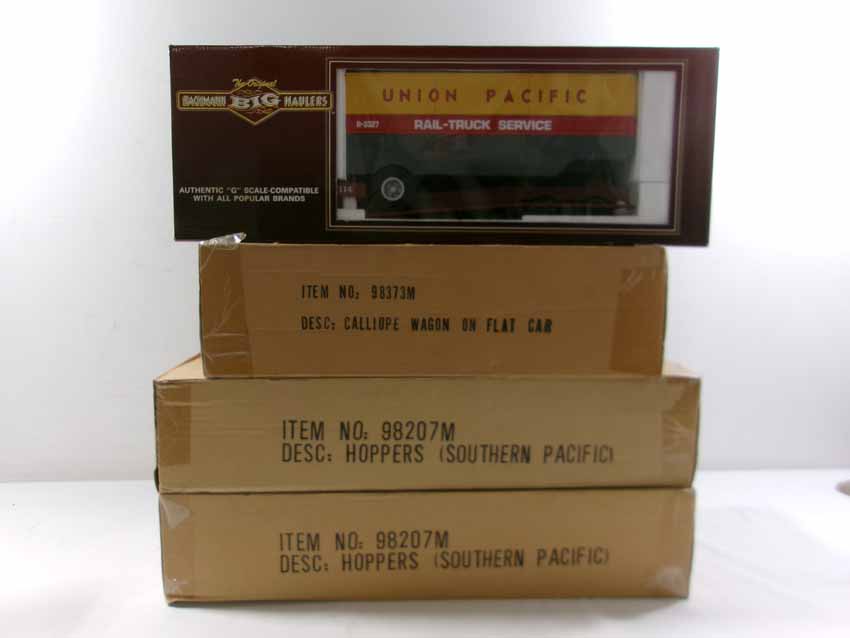 The Original
BACHMANN BIG HAULERS
AUTHENTIC "G" SCALE-COMPATIBLE
WITH ALL POPULAR BRANDS
UNION PACIFIC
RAIL-TRUCK SERVICE
114
ITEM NO: 98373M
DESC: CALLIOPE WAGON ON FLAT CAR
ITEM NO: 98207M
DESC: HOPPERS (SOUTHERN PACIFIC)
ITEM NO: 98207M
DESC: HOPPERS (SOUTHERN PACIFIC)